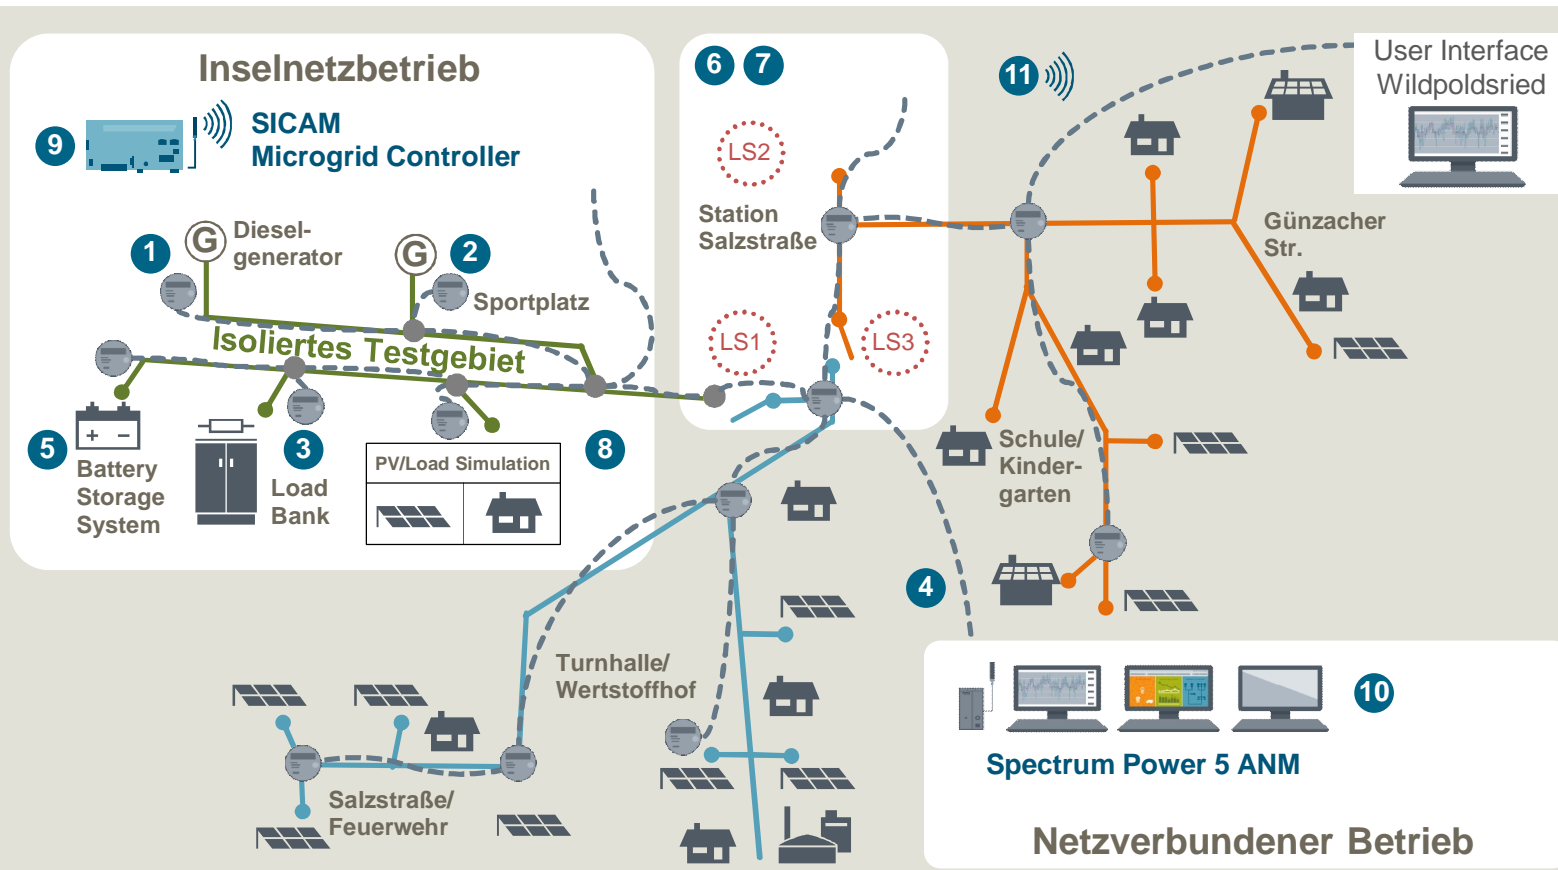 Inselnetzbetrieb
9
SICAM
Microgrid Controller
1
G
Diesel-
generator
G
2
Sportplatz
Isoliertes Testgebiet
5
Battery
Storage
System
3
Load
Bank
PV/Load Simulation
8
6
7
LS2
Station
Salzstraße
LS1
LS3
11
User Interface
Wildpoldsried
Günzacher
Str.
Schule/
Kinder-
garten
4
Turnhalle/
Wertstoffhof
Salzstraße/
Feuerwehr
10
Spectrum Power 5 ANM
Netzverbundener Betrieb